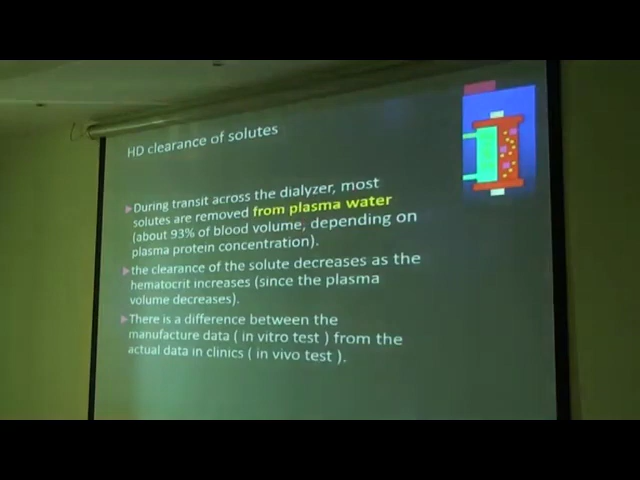 HD clearance of solutes
During transit across the dialyzer, most
solutes are removed from plasma water
(about 93% of blood volume, depending on
plasma protein concentration).
the clearance of the solute decreases as the
hematocrit increases (since the plasma
volume decreases).
There is a difference between the
manufacture data ( in vitro test ) from the
actual data in clinics ( in vivo test ).